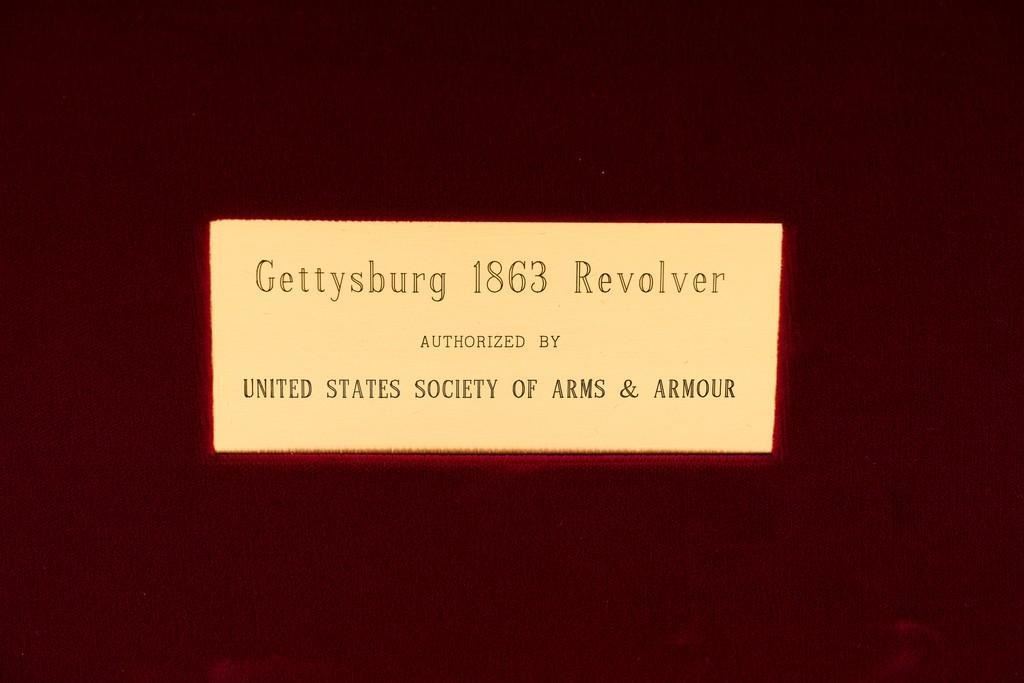 Gettysburg 1863 Revolver
AUTHORIZED BY
UNITED STATES SOCIETY OF ARMS & ARMOUR